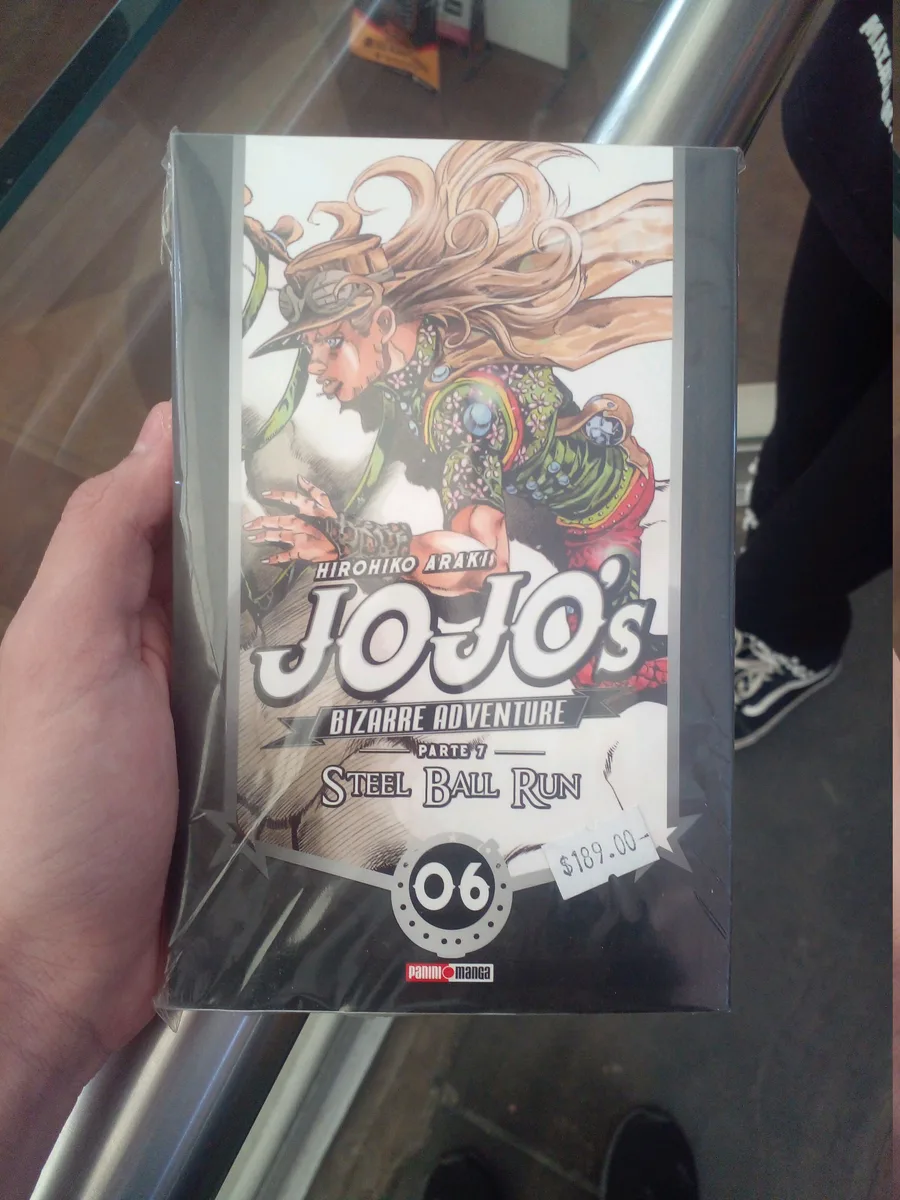 HIROHIKO ARAKI
JOJO'S
BIZARRE ADVENTURE
PARTE 7
STEEL BALL RUN
$189.00
06
PANINI MANGA